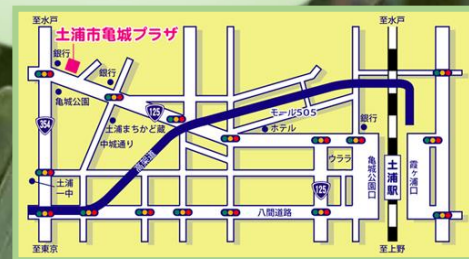 至水戸
至水戸
土浦市亀城プラザ
銀行
銀行
亀城公園
125
354
土浦まちかど蔵
中城通り
モール505
ホテル
銀行
高架道
ウララ
亀城公園口
土浦駅
霞ヶ浦口
土浦
一中
125
八間道路
至東京
至上野